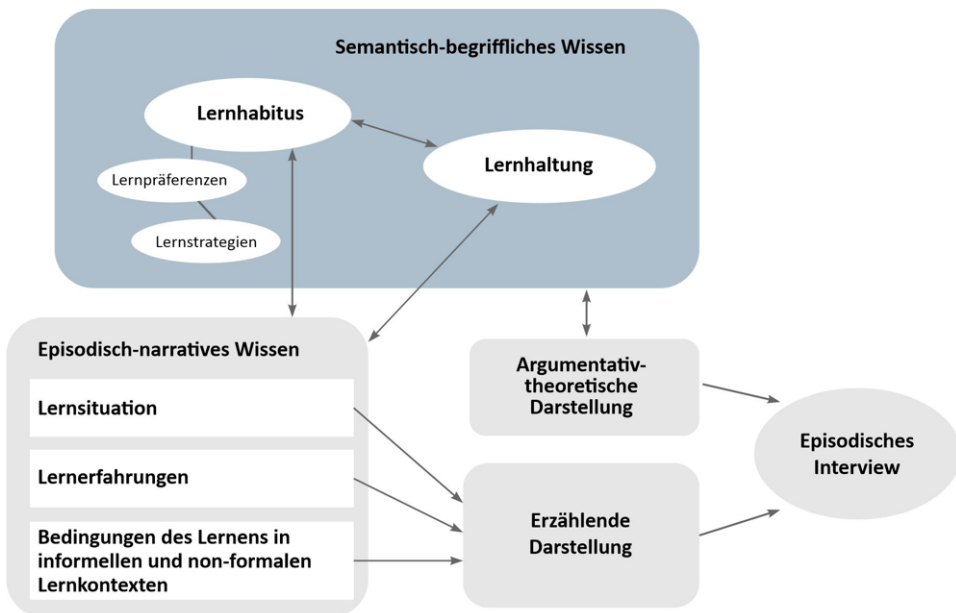 Semantisch-begriffliches Wissen
Lernhabitus
Lernhaltung
Lernpräferenzen
Lernstrategien
Episodisch-narratives Wissen
Lernsituation
Lernerfahrungen
Bedingungen des Lernens in
informellen und non-formalen
Lernkontexten
Argumentativ-
theoretische
Darstellung
Erzählende
Darstellung
Episodisches
Interview